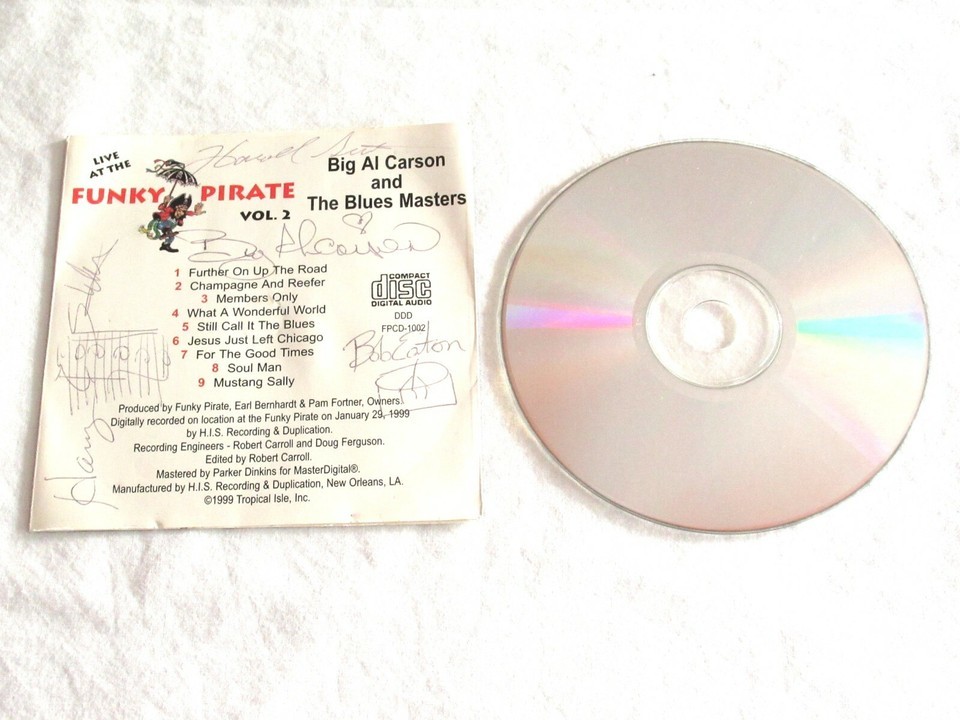 LIVE
AT THE
FUNKY PIRATE
VOL. 2
Big Al Carson
and
The Blues Masters
Howard
Big Al Carson
1 Further On Up The Road
2 Champagne And Reefer
3 Members Only
4 What A Wonderful World
5 Still Call It The Blues
6 Jesus Just Left Chicago
7 For The Good Times
8 Soul Man
9 Mustang Sally
COMPACT
disc
DIGITAL AUDIO
DDD
FPCD-1002
Bob Eaton
Harry
Produced by Funky Pirate, Earl Bernhardt & Pam Fortner, Owners.
Digitally recorded on location at the Funky Pirate on January 29, 1999
by H.I.S. Recording & Duplication.
Recording Engineers - Robert Carroll and Doug Ferguson.
Edited by Robert Carroll.
Mastered by Parker Dinkins for MasterDigital®.
Manufactured by H.I.S. Recording & Duplication, New Orleans, LA.
©1999 Tropical Isle, Inc.